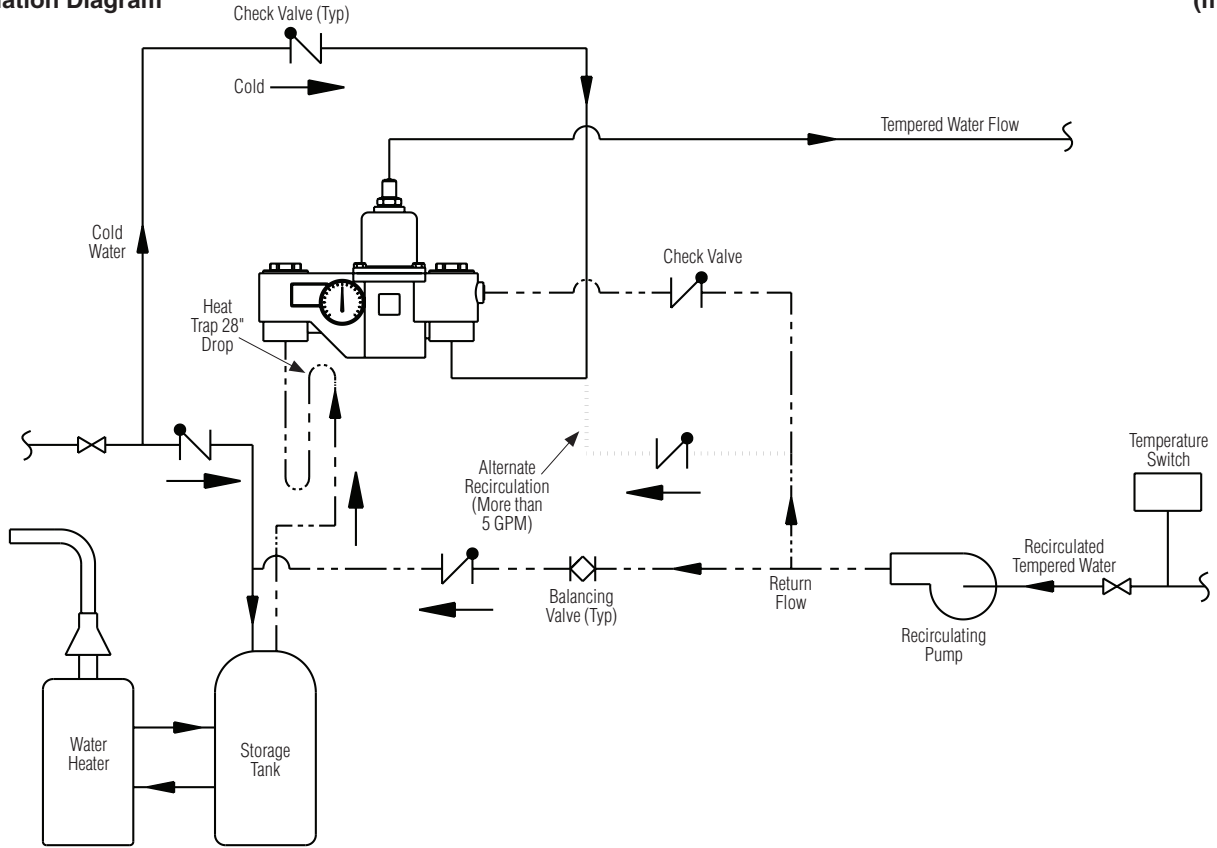 ation Diagram
Check Valve (Typ)
Cold
Tempered Water Flow
Cold
Water
Check Valve
Heat
Trap 28"
Drop
Alternate
Recirculation
(More than
5 GPM)
Temperature
Switch
Recirculated
Tempered Water
Balancing
Valve (Typ)
Return
Flow
Recirculating
Pump
Water
Heater
Storage
Tank